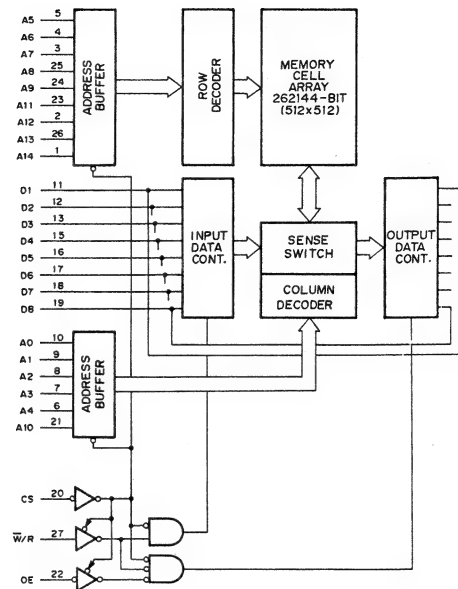 A5 5
A6 4
A7 3
A8 25
A9 24
A11 23
A12 2
A13 26
A14 1
ADDRESS
BUFFER
ROW
DECODER
MEMORY
CELL
ARRAY
262144-BIT
(512x512)
D1 11
D2 12
D3 13
D4 15
D5 16
D6 17
D7 18
D8 19
INPUT
DATA
CONT.
SENSE
SWITCH
COLUMN
DECODER
OUTPUT
DATA
CONT.
A0 10
A1 9
A2 8
A3 7
A4 6
A10 21
ADDRESS
BUFFER
CS 20
W̅/R 27
OE 22